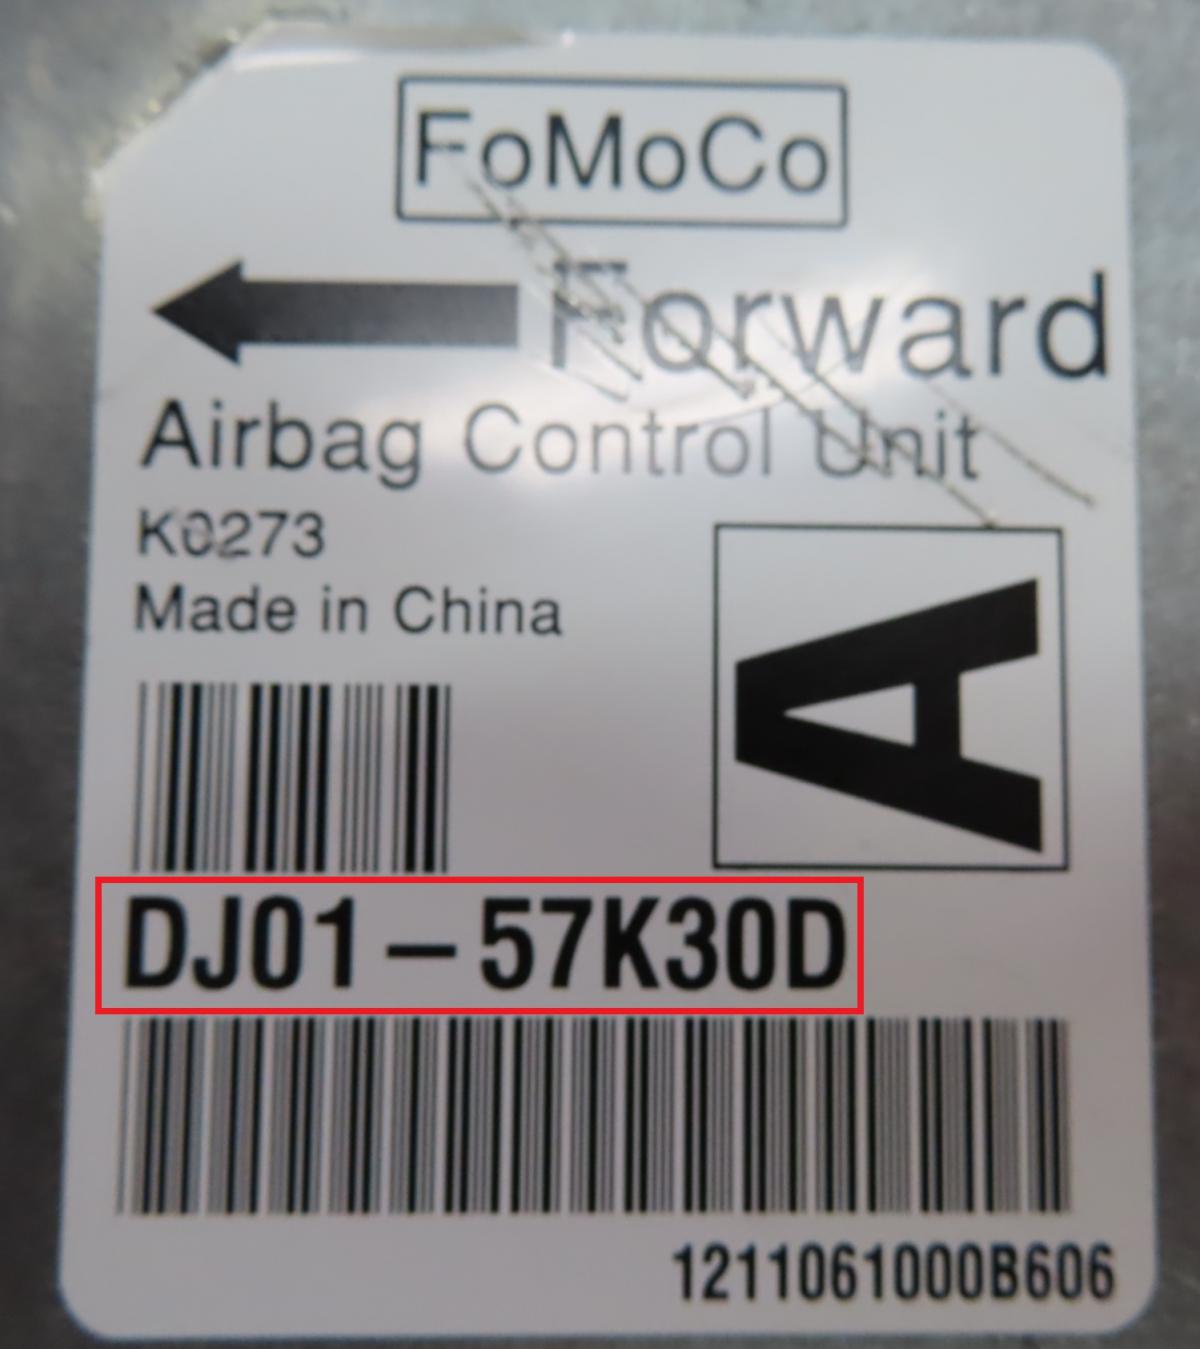 FoMoCo
Forward
Airbag Control Unit
K0273
Made in China
A
DJ01-57K30D
1211061000B606